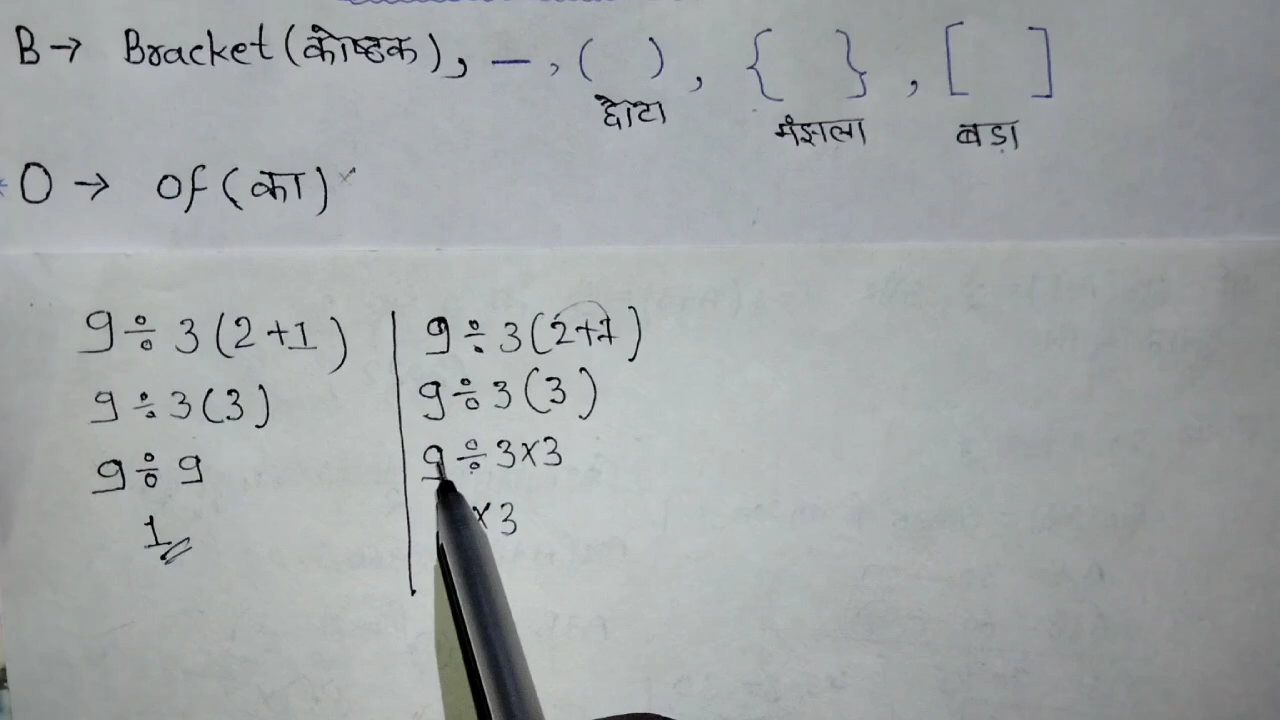 B → Bracket (कोष्ठक), —, ( ), { }, [ ]
छोटा मंझला बड़ा
O → of (का)
9 ÷ 3 (2+1)
9 ÷ 3 (3)
9 ÷ 9
1
9 ÷ 3 (2+1)
9 ÷ 3 (3)
9 ÷ 3×3
×3